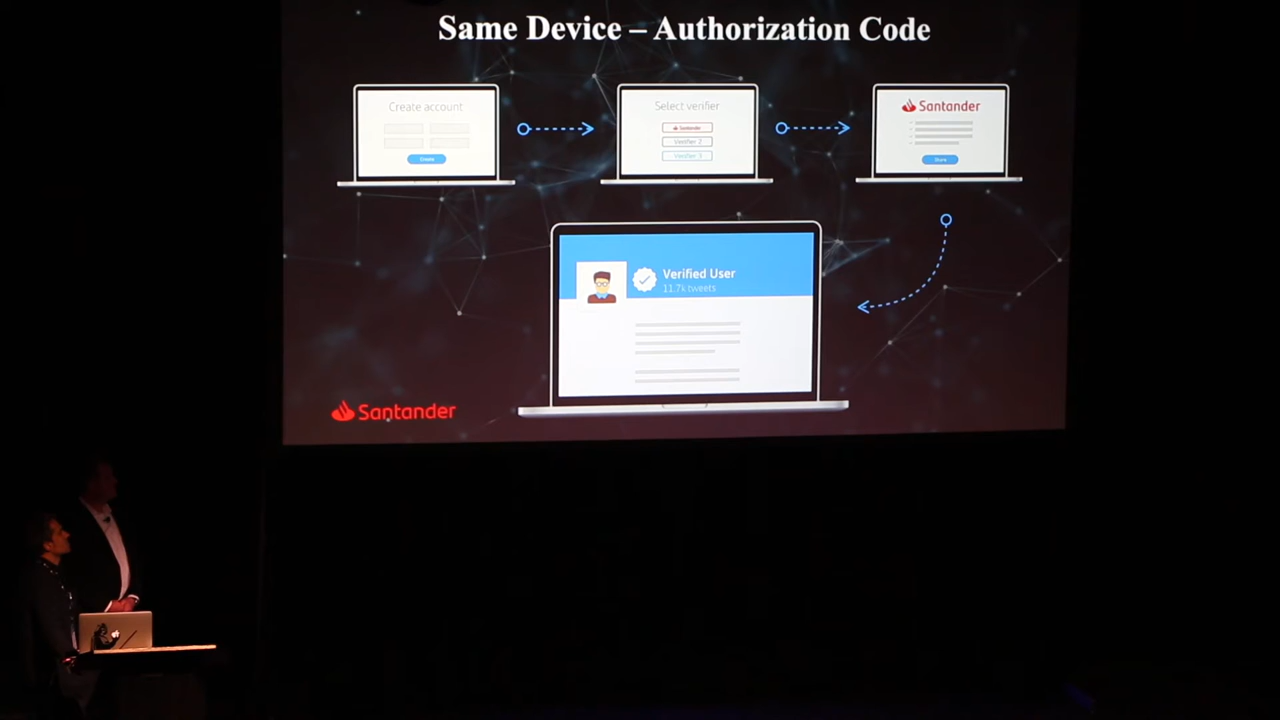 Same Device – Authorization Code
Create account
Create
Select verifier
Santander
Verifier 2
Verifier 3
Santander
Share
Verified User
11.7k tweets
Santander